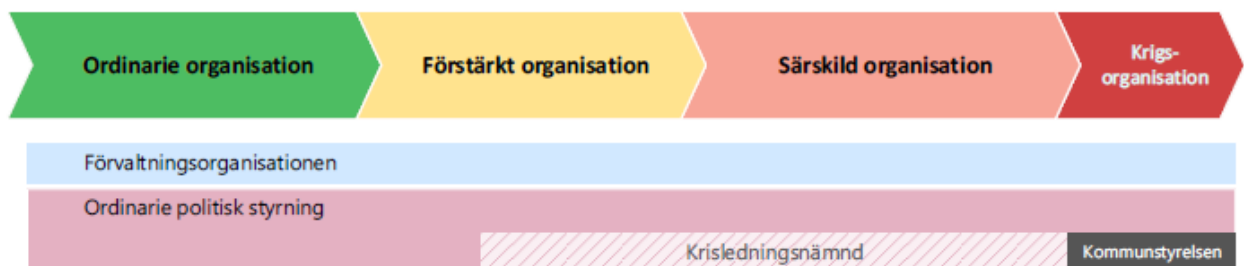 Ordinarie organisation
Förstärkt organisation
Särskild organisation
Krigs-
organisation
Förvaltningsorganisationen
Ordinarie politisk styrning
Krisledningsnämnd
Kommunstyrelsen